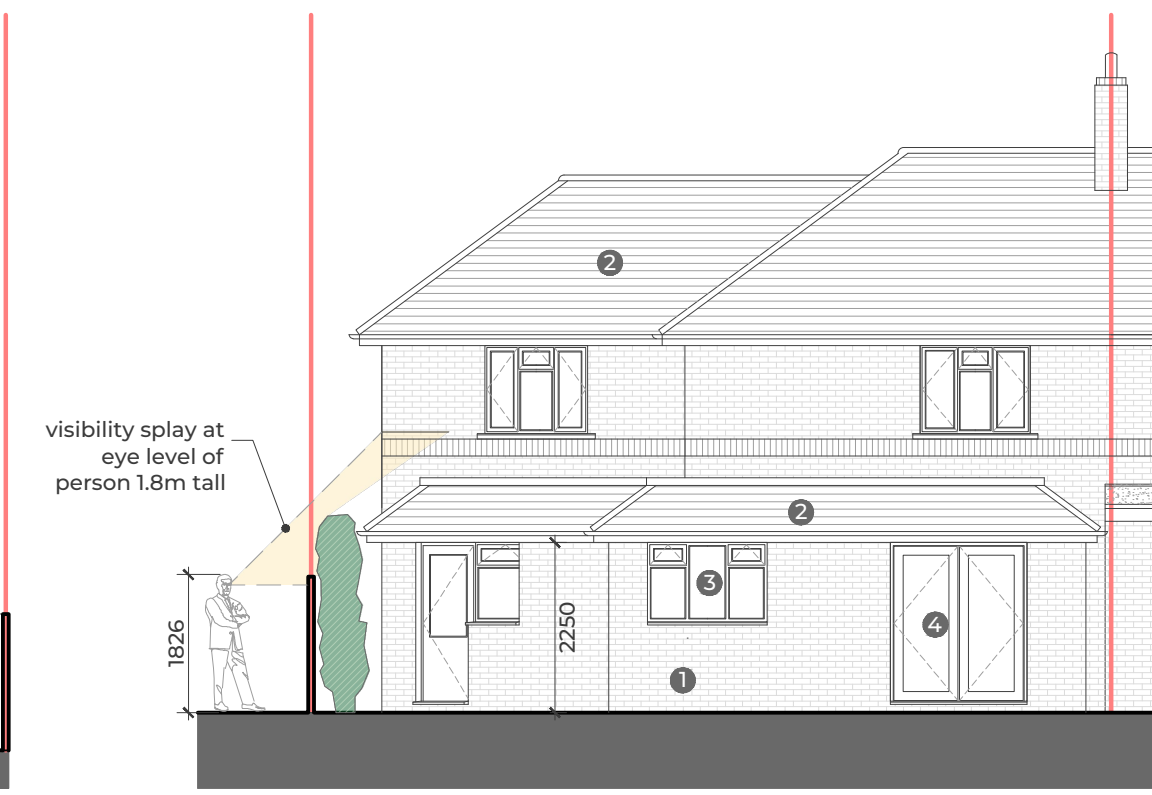 2
visibility splay at
eye level of
person 1.8m tall
2
3
1826
2250
4
1